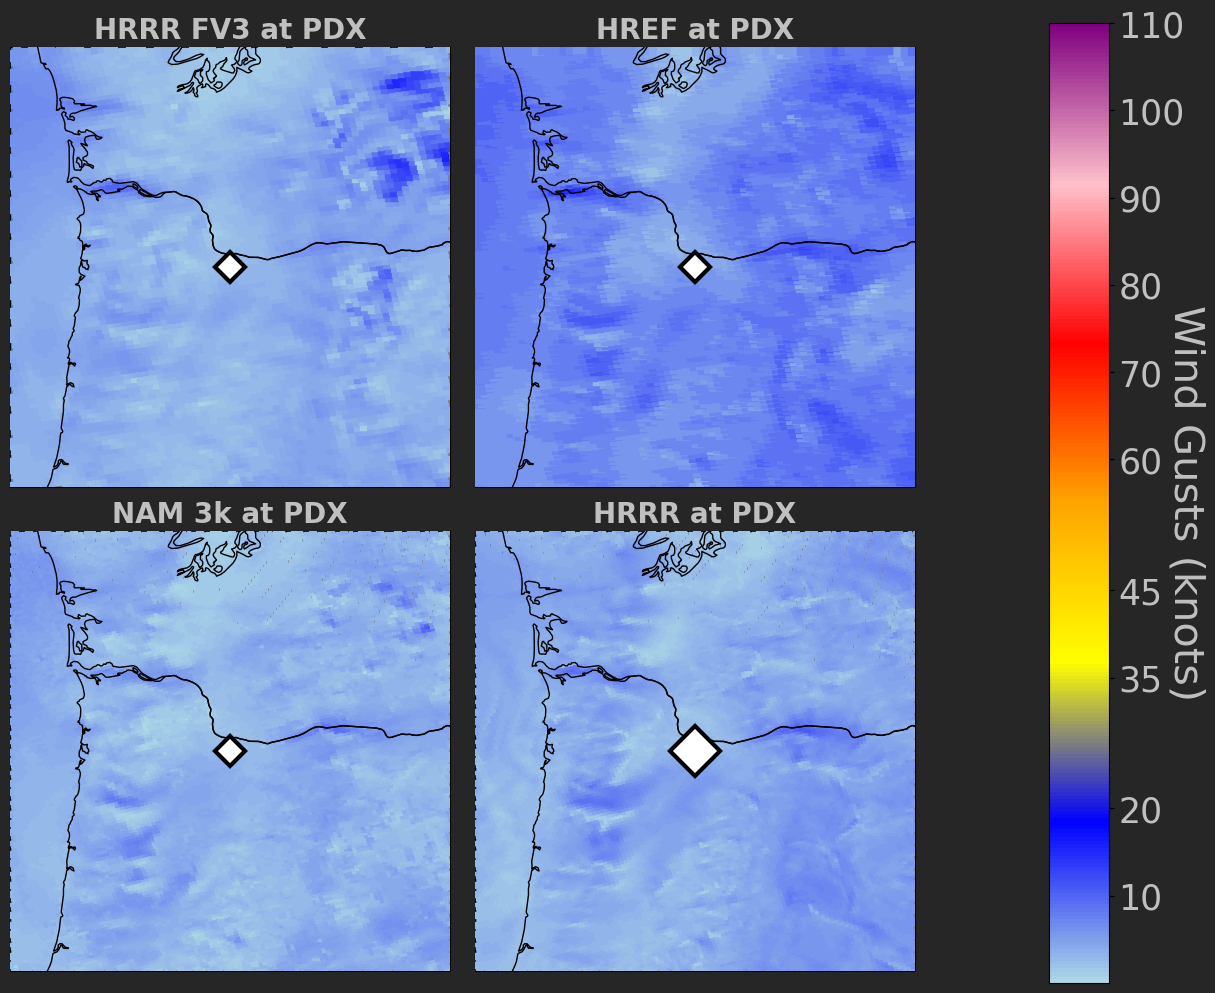 HRRR FV3 at PDX
HREF at PDX
NAM 3k at PDX
HRRR at PDX
110
100
90
80
70
60
45
35
20
10
Wind Gusts (knots)